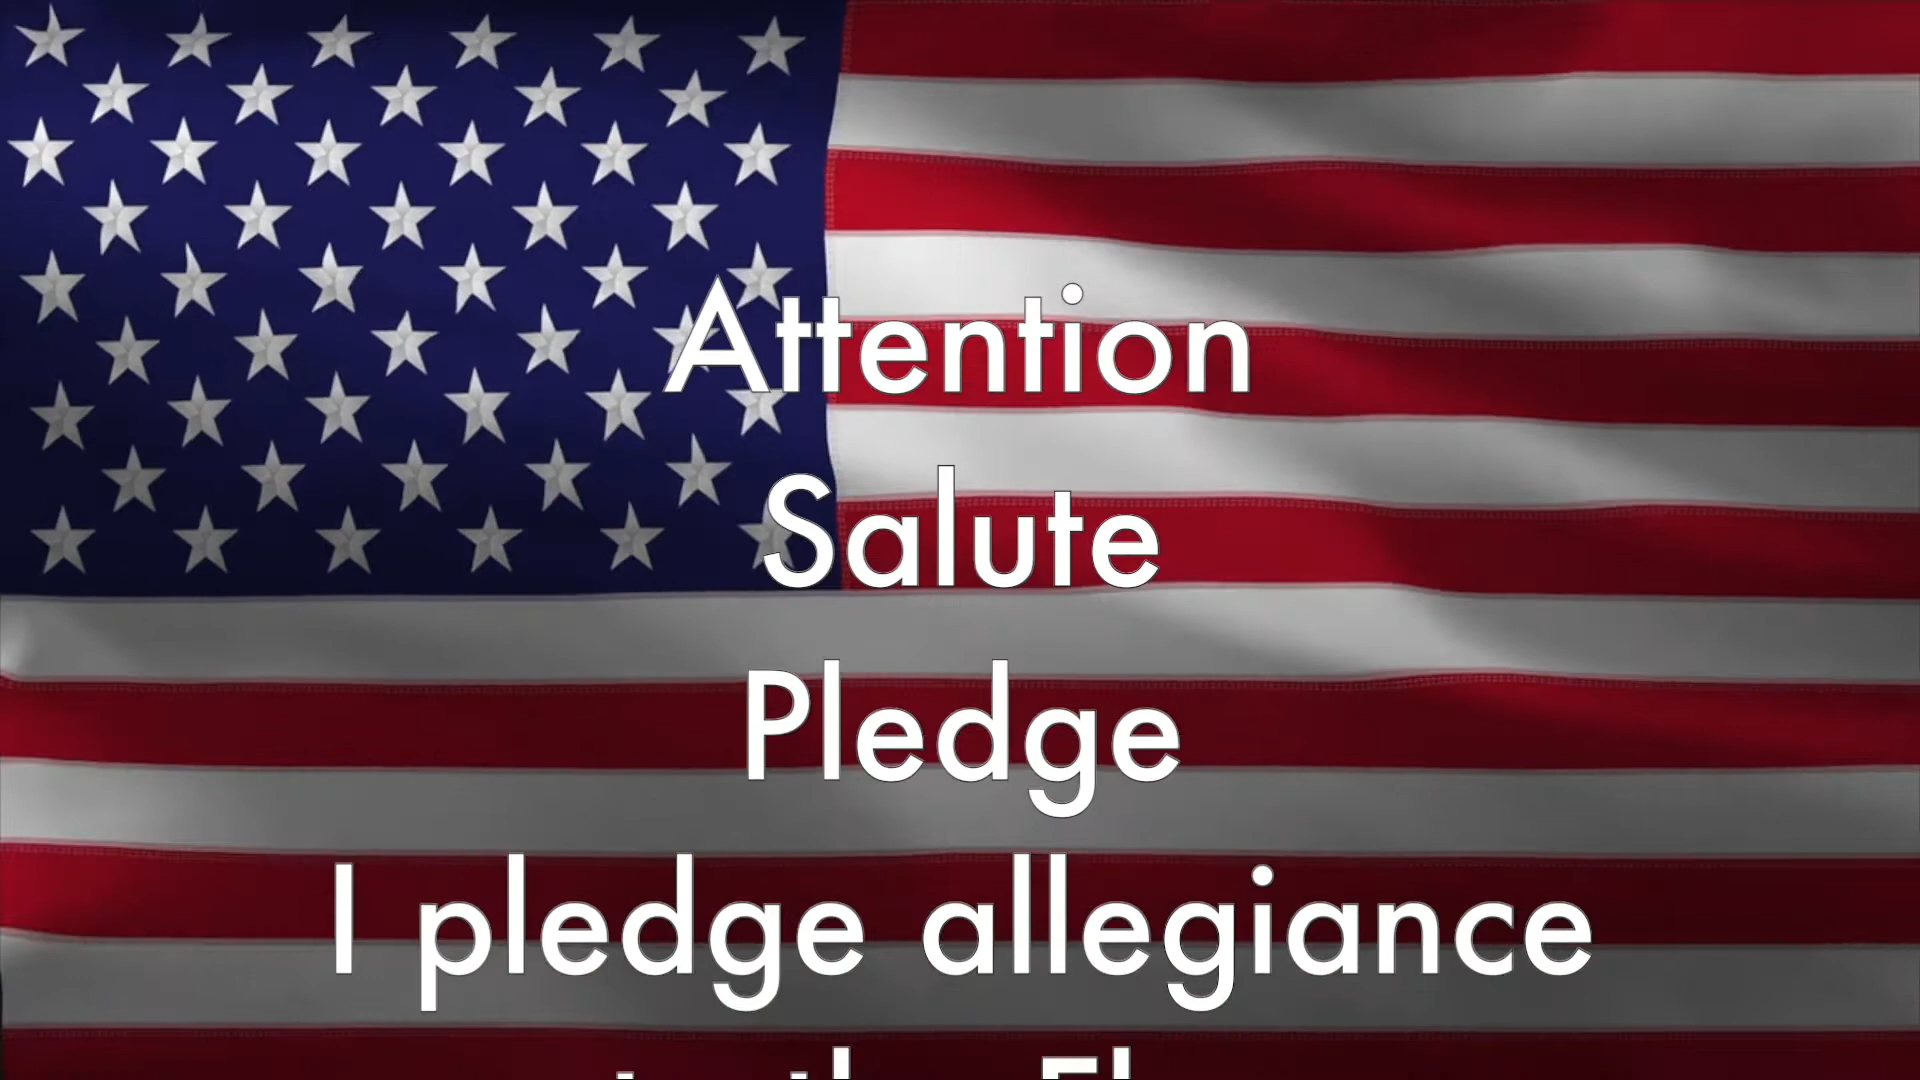 Attention
Salute
Pledge
I pledge allegiance